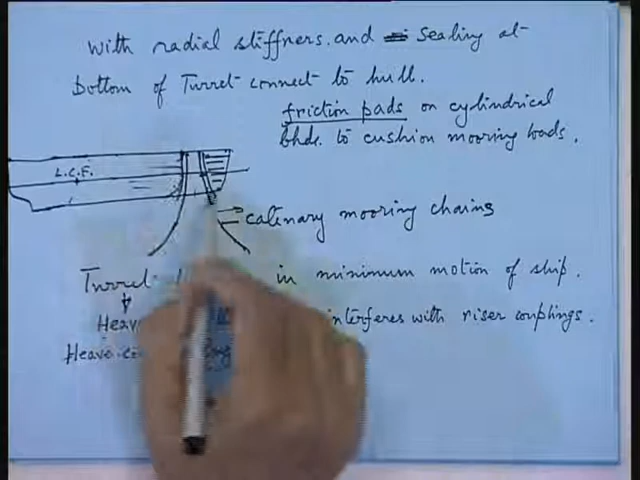 with radial stiffners. and sealing at
bottom of Turret connect to hull.
friction pads on cylindrical
bhds. to cushion mooring loads.
L.C.F.
catenary mooring chains
Turret in minimum motion of ship.
Heav interferes with riser couplings.
Heave